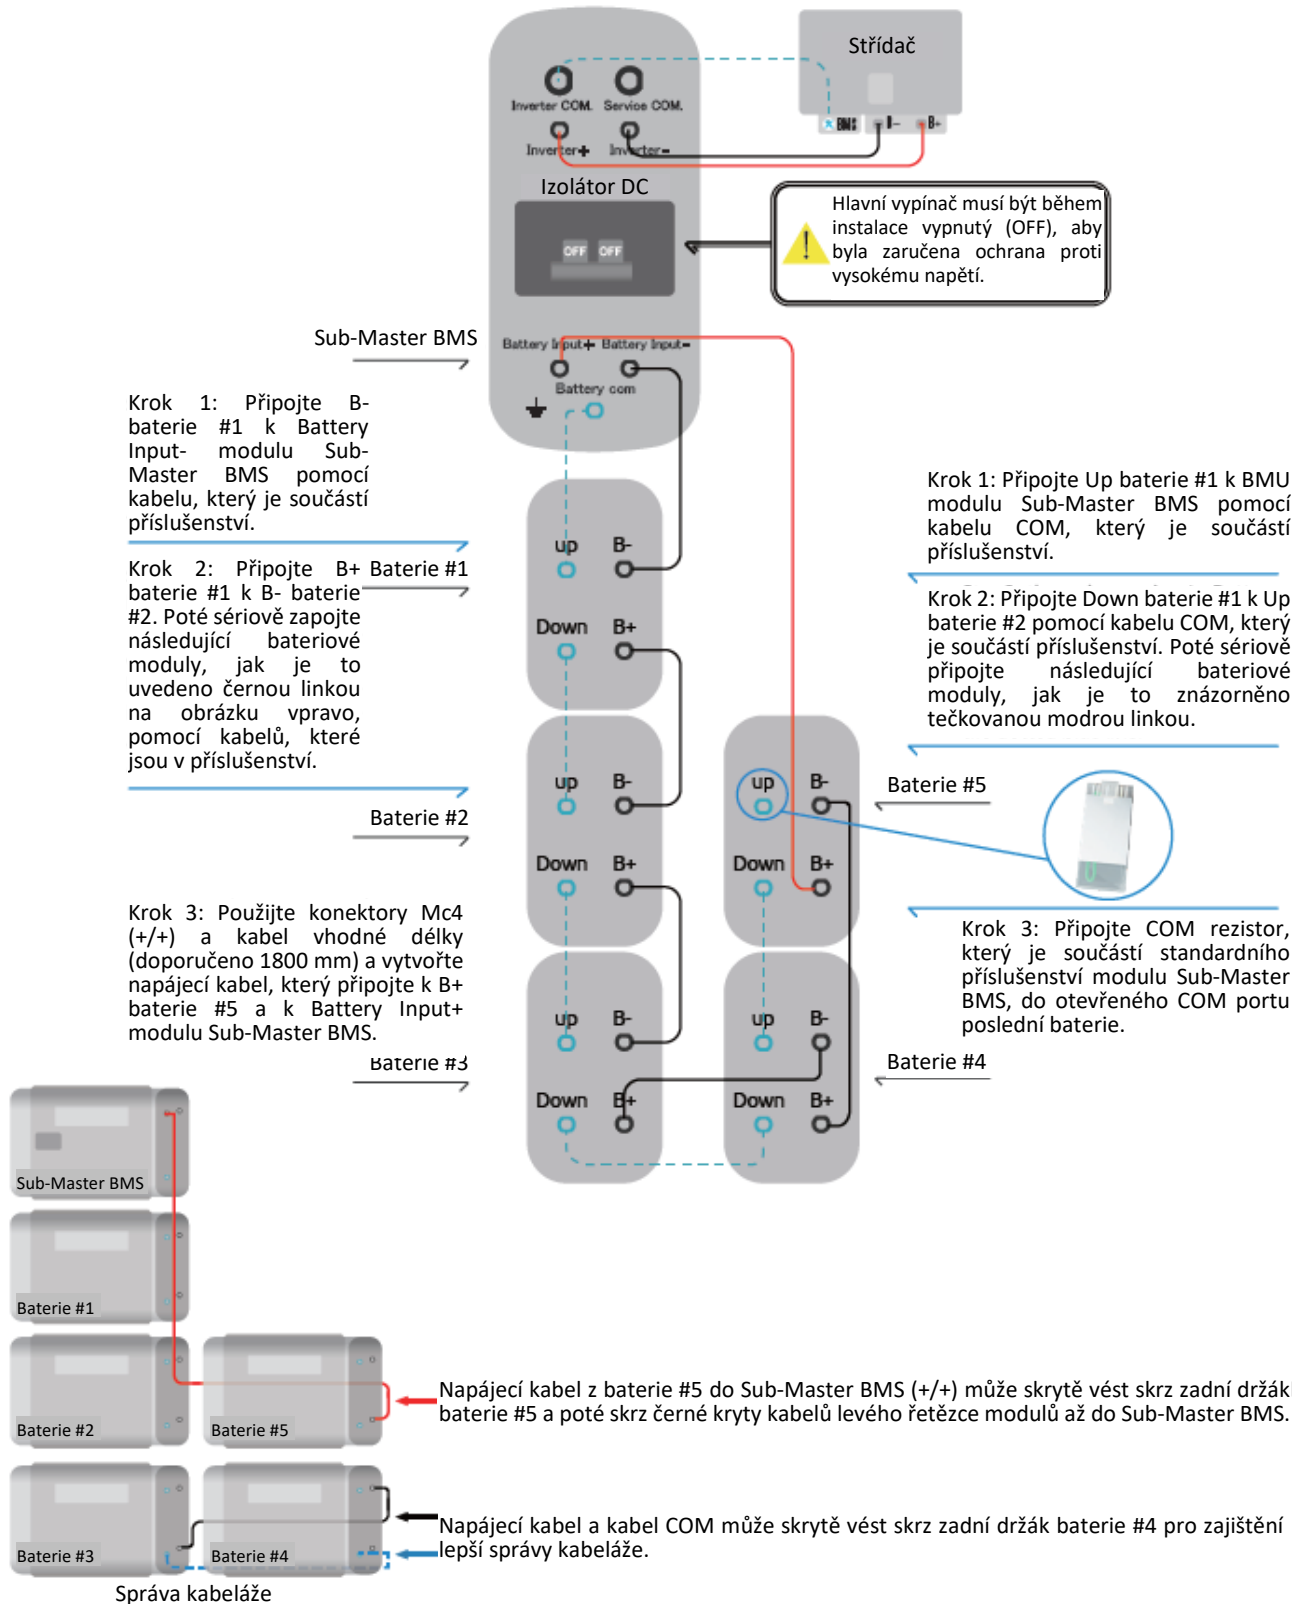 Střídač
Inverter COM. Service COM.
BMS B- B+
Inverter+ Inverter-
Izolátor DC
OFF OFF
Hlavní vypínač musí být během
instalace vypnutý (OFF), aby
byla zaručena ochrana proti
vysokému napětí.
!
Sub-Master BMS
Battery Input+ Battery Input-
Battery com
Krok 1: Připojte B-
baterie #1 k Battery
Input- modulu Sub-
Master BMS pomocí
kabelu, který je součástí
příslušenství.
Krok 2: Připojte B+
baterie #1 k B- baterie
#2. Poté sériově zapojte
následující bateriové
moduly, jak je to
uvedeno černou linkou
na obrázku vpravo,
pomocí kabelů, které
jsou v příslušenství.
Krok 3: Použijte konektory Mc4
(+/+) a kabel vhodné délky
(doporučeno 1800 mm) a vytvořte
napájecí kabel, který připojte k B+
baterie #5 a k Battery Input+
modulu Sub-Master BMS.
Baterie #1
up B-
Down B+
Baterie #2
up B-
Down B+
Baterie #3
up B-
Down B+
up B-
Down B+
Baterie #5
up B-
Down B+
Baterie #4
Krok 1: Připojte Up baterie #1 k BMU
modulu Sub-Master BMS pomocí
kabelu COM, který je součástí
příslušenství.
Krok 2: Připojte Down baterie #1 k Up
baterie #2 pomocí kabelu COM, který
je součástí příslušenství. Poté sériově
připojte následující bateriové
moduly, jak je to znázorněno
tečkovanou modrou linkou.
Krok 3: Připojte COM rezistor,
který je součástí standardního
příslušenství modulu Sub-Master
BMS, do otevřeného COM portu
poslední baterie.
Sub-Master BMS
Baterie #1
Baterie #2
Baterie #5
Baterie #3
Baterie #4
Napájecí kabel z baterie #5 do Sub-Master BMS (+/+) může skrytě vést skrz zadní držák
baterie #5 a poté skrz černé kryty kabelů levého řetězce modulů až do Sub-Master BMS.
Napájecí kabel a kabel COM může skrytě vést skrz zadní držák baterie #4 pro zajištění
lepší správy kabeláže.
Správa kabeláže